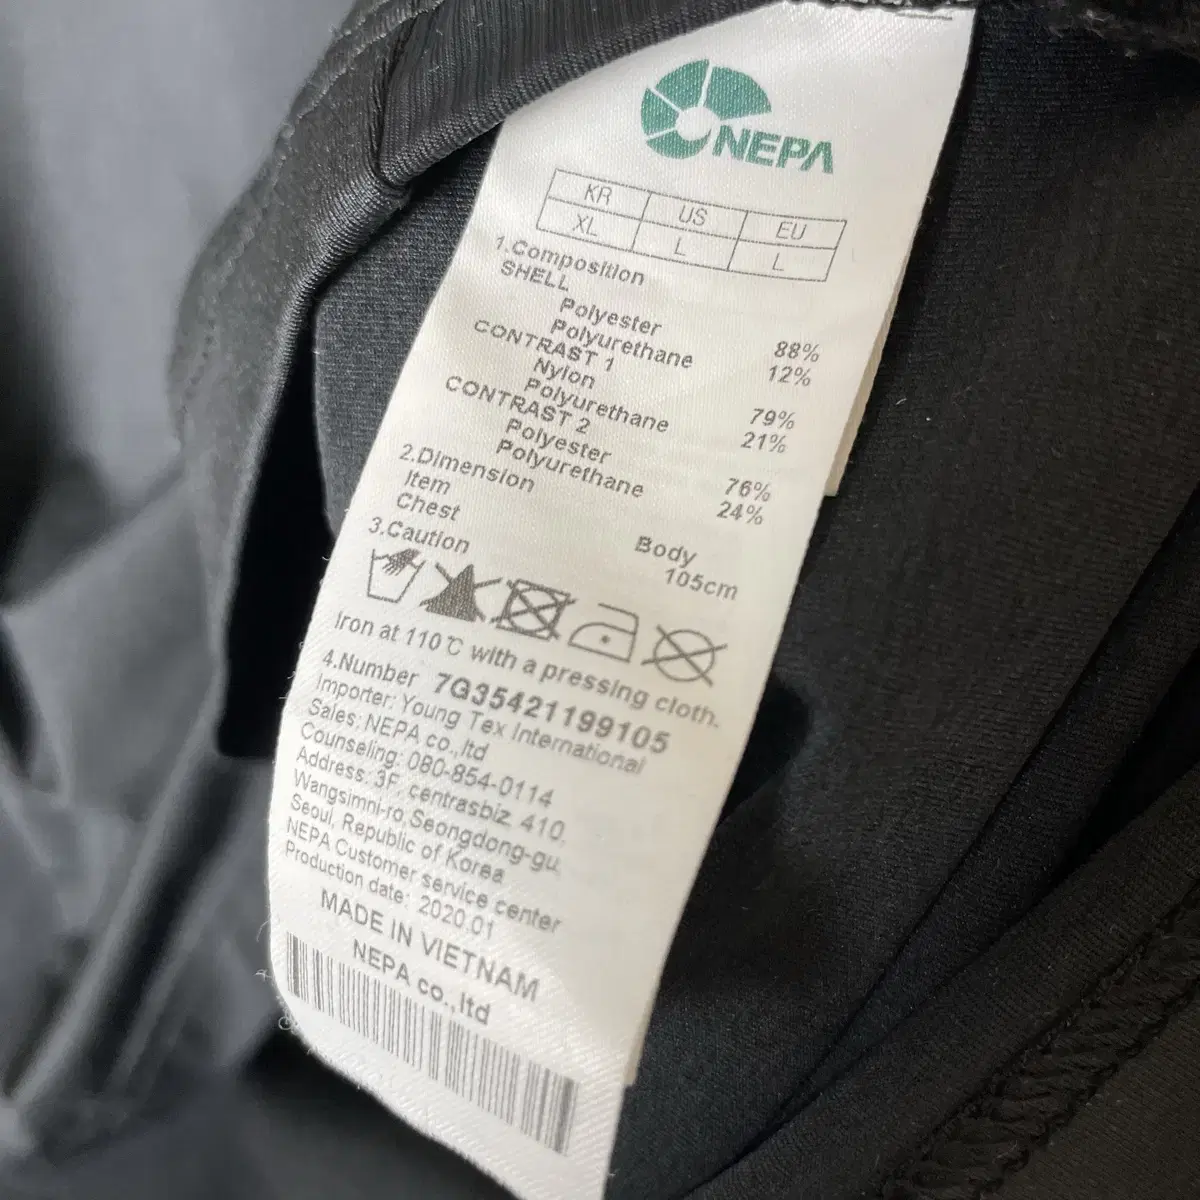 NEPA
KR US EU
XL L L
1.Composition
SHELL
Polyester 88%
Polyurethane 12%
CONTRAST 1
Nylon 79%
Polyurethane 21%
CONTRAST 2
Polyester 76%
Polyurethane 24%
2.Dimension
Item Body
Chest 105cm
3.Caution
Iron at 110℃ with a pressing cloth.
4.Number 7G35421199105
Importer: Young Tex International
Sales: NEPA co.,ltd
Counseling: 080-854-0114
Address: 3F, centrasbiz, 410,
Wangsimni-ro, Seongdong-gu,
Seoul, Republic of Korea
NEPA Customer service center
Production date: 2020.01
MADE IN VIETNAM
NEPA co.,ltd